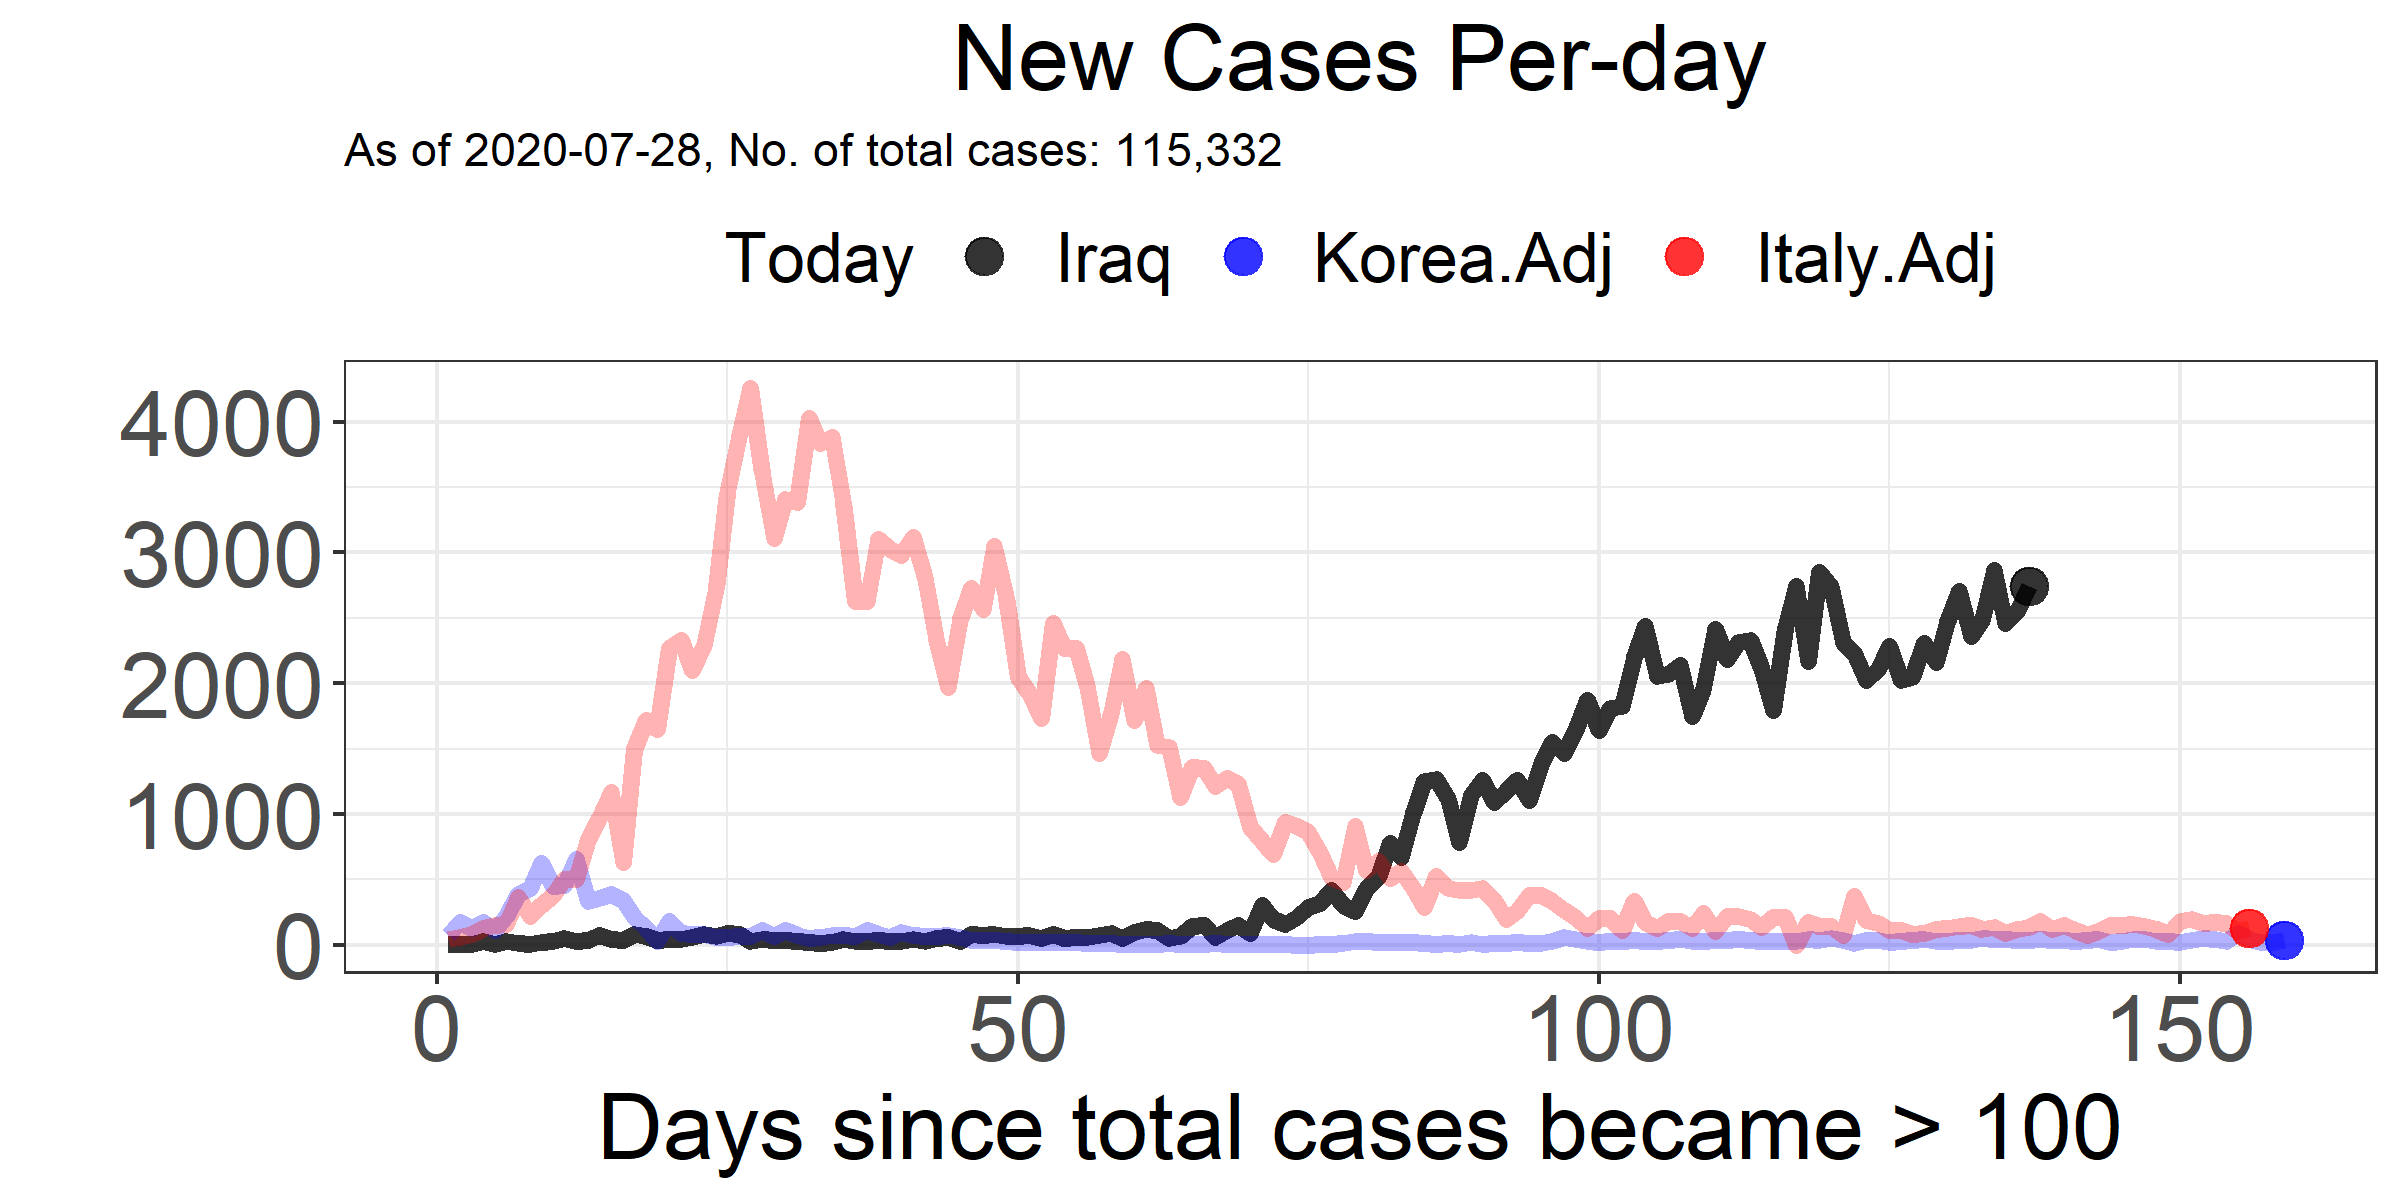 New Cases Per-day
As of 2020-07-28, No. of total cases: 115,332
Today Iraq Korea.Adj Italy.Adj
4000
3000
2000
1000
0
0 50 100 150
Days since total cases became > 100